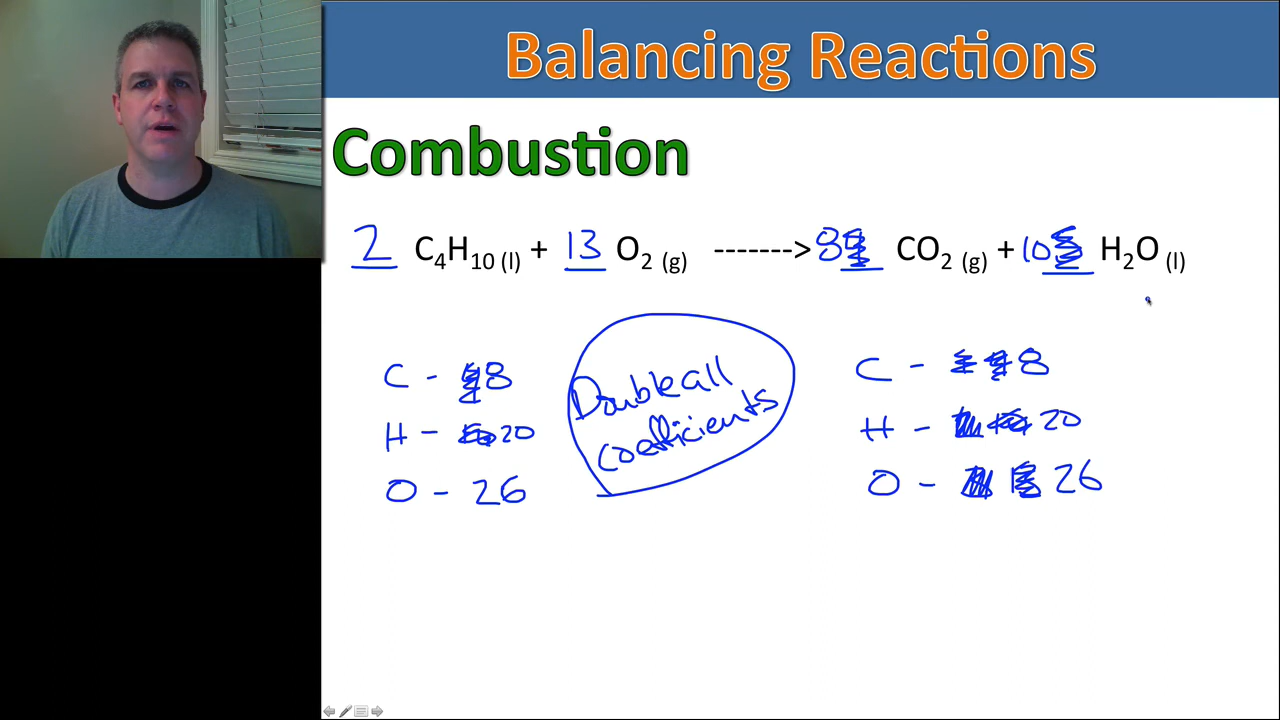 Balancing Reactions
Combustion
2 C₄H₁₀ (l) + 13 O₂ (g) -------> 8 CO₂ (g) + 10 H₂O (l)
C - 8
H - 20
O - 26
Double all
coefficients
C - 8
H - 20
O - 26